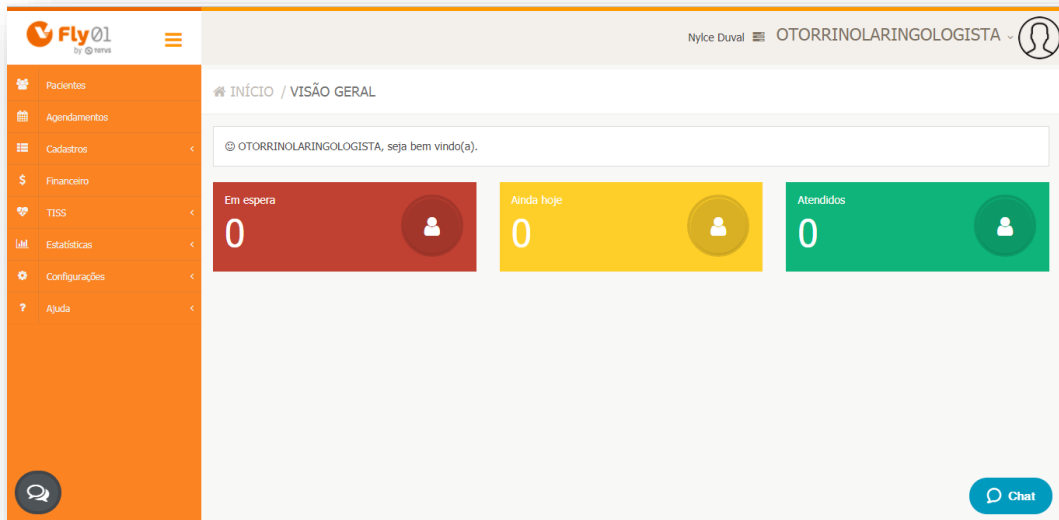 Fly01
by TOTVS
Nylce Duval OTORRINOLARINGOLOGISTA
Pacientes
Agendamentos
Cadastros
Financeiro
TISS
Estatísticas
Configurações
Ajuda
INÍCIO / VISÃO GERAL
OTORRINOLARINGOLOGISTA, seja bem vindo(a).
Em espera
0
Ainda hoje
0
Atendidos
0
Chat